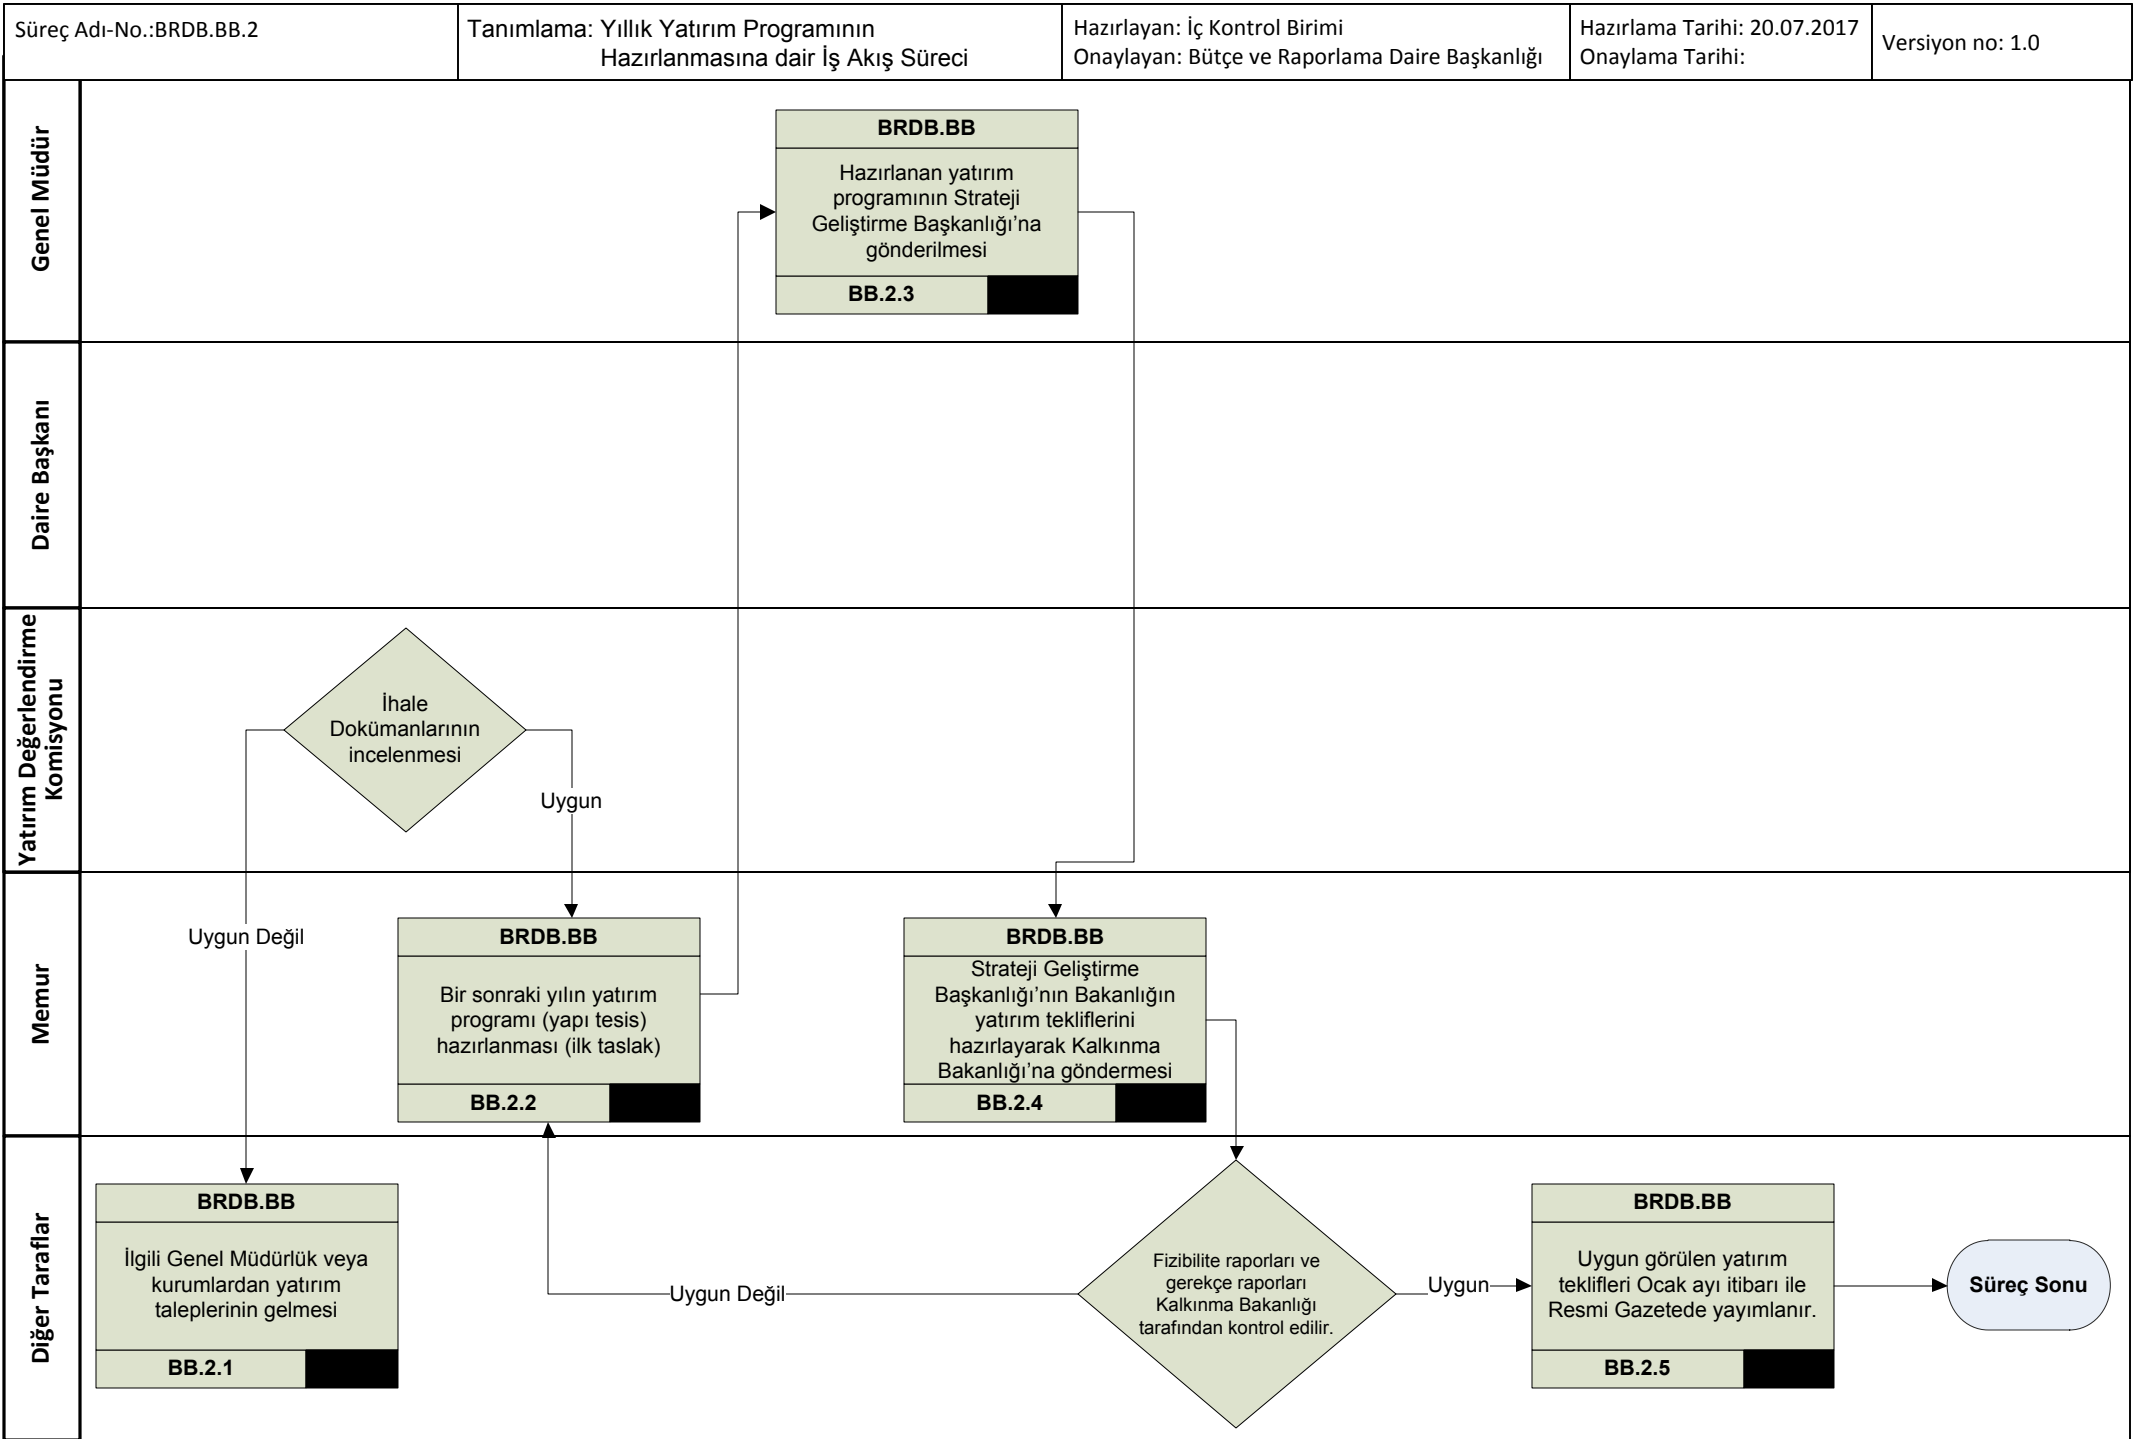 Süreç Adı-No.:BRDB.BB.2
Tanımlama: Yıllık Yatırım Programının
Hazırlanmasına dair İş Akış Süreci
Hazırlayan: İç Kontrol Birimi
Onaylayan: Bütçe ve Raporlama Daire Başkanlığı
Hazırlama Tarihi: 20.07.2017
Onaylama Tarihi:
Versiyon no: 1.0
Genel Müdür
BRDB.BB
Hazırlanan yatırım
programının Strateji
Geliştirme Başkanlığı’na
gönderilmesi
BB.2.3
Daire Başkanı
Yatırım Değerlendirme
Komisyonu
İhale
Dokümanlarının
incelenmesi
Uygun
Memur
Uygun Değil
BRDB.BB
Bir sonraki yılın yatırım
programı (yapı tesis)
hazırlanması (ilk taslak)
BB.2.2
BRDB.BB
Strateji Geliştirme
Başkanlığı’nın Bakanlığın
yatırım tekliflerini
hazırlayarak Kalkınma
Bakanlığı’na göndermesi
BB.2.4
Diğer Taraflar
BRDB.BB
İlgili Genel Müdürlük veya
kurumlardan yatırım
taleplerinin gelmesi
BB.2.1
Uygun Değil
Fizibilite raporları ve
gerekçe raporları
Kalkınma Bakanlığı
tarafından kontrol edilir.
Uygun
BRDB.BB
Uygun görülen yatırım
teklifleri Ocak ayı itibarı ile
Resmi Gazetede yayımlanır.
BB.2.5
Süreç Sonu